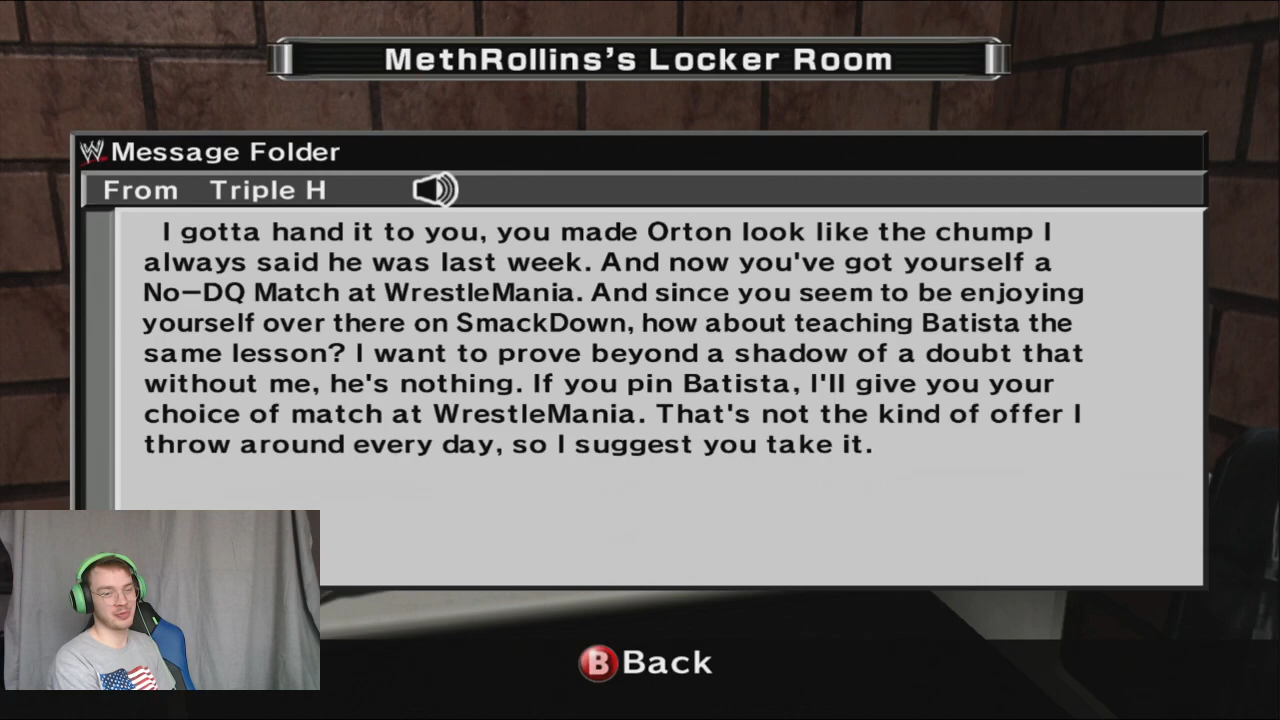 MethRollins's Locker Room
Message Folder
From Triple H
I gotta hand it to you, you made Orton look like the chump I
always said he was last week. And now you've got yourself a
No-DQ Match at WrestleMania. And since you seem to be enjoying
yourself over there on SmackDown, how about teaching Batista the
same lesson? I want to prove beyond a shadow of a doubt that
without me, he's nothing. If you pin Batista, I'll give you your
choice of match at WrestleMania. That's not the kind of offer I
throw around every day, so I suggest you take it.
B Back